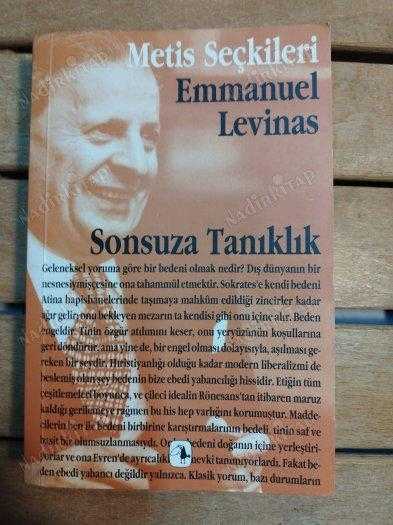 Metis Seçkileri
Emmanuel
Levinas
Sonsuza Tanıklık
Geleneksel yoruma göre bir bedeni olmak nedir? Dış dünyanın bir
nesnesiymişçesine ona tahammül etmektir. Sokrates'e kendi bedeni
Atina hapishanelerinde taşımaya mahkûm edildiği zincirler kadar
ağır gelir; onu bekleyen mezarın ta kendisi gibi onu içine alır. Beden
engeldir. Tinin özgür atılımını keser, onu yeryüzünün koşullarına
geri döndürür, ama yine de, bir engel olması dolayısıyla, aşılması ge-
reken bir şeydir. Hıristiyanlığı olduğu kadar modern liberalizmi de
beslemiş olan şey bedenin bize ebedi yabancılığı hissidir. Etiğin tüm
çeşitlemeleri boyunca, ve çileci idealin Rönesans'tan itibaren maruz
kaldığı gerilemeye rağmen bu his hep varlığını korumuştur. Madde-
cilerin ben ile bedeni birbirine karıştırmalarının bedeli, tinin saf ve
basit bir olumsuzlanmasıydı. Onlar bedeni doğanın içine yerleştiri-
yorlar ve ona Evren'de ayrıcalıklı mevki tanımıyorlardı. Fakat be-
den ebedi yabancı değildir yalnızca. Klasik yorum, bazı durumların
NADİRKİTAP